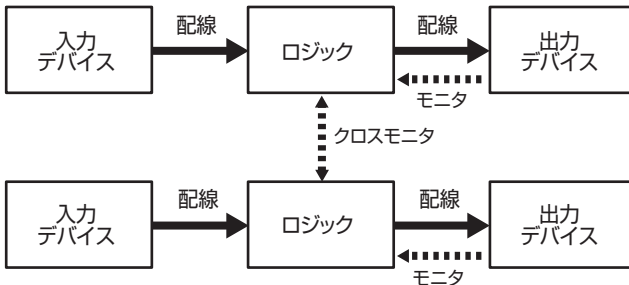 入力
デバイス
配線
ロジック
配線
出力
デバイス
モニタ
クロスモニタ
入力
デバイス
配線
ロジック
配線
出力
デバイス
モニタ